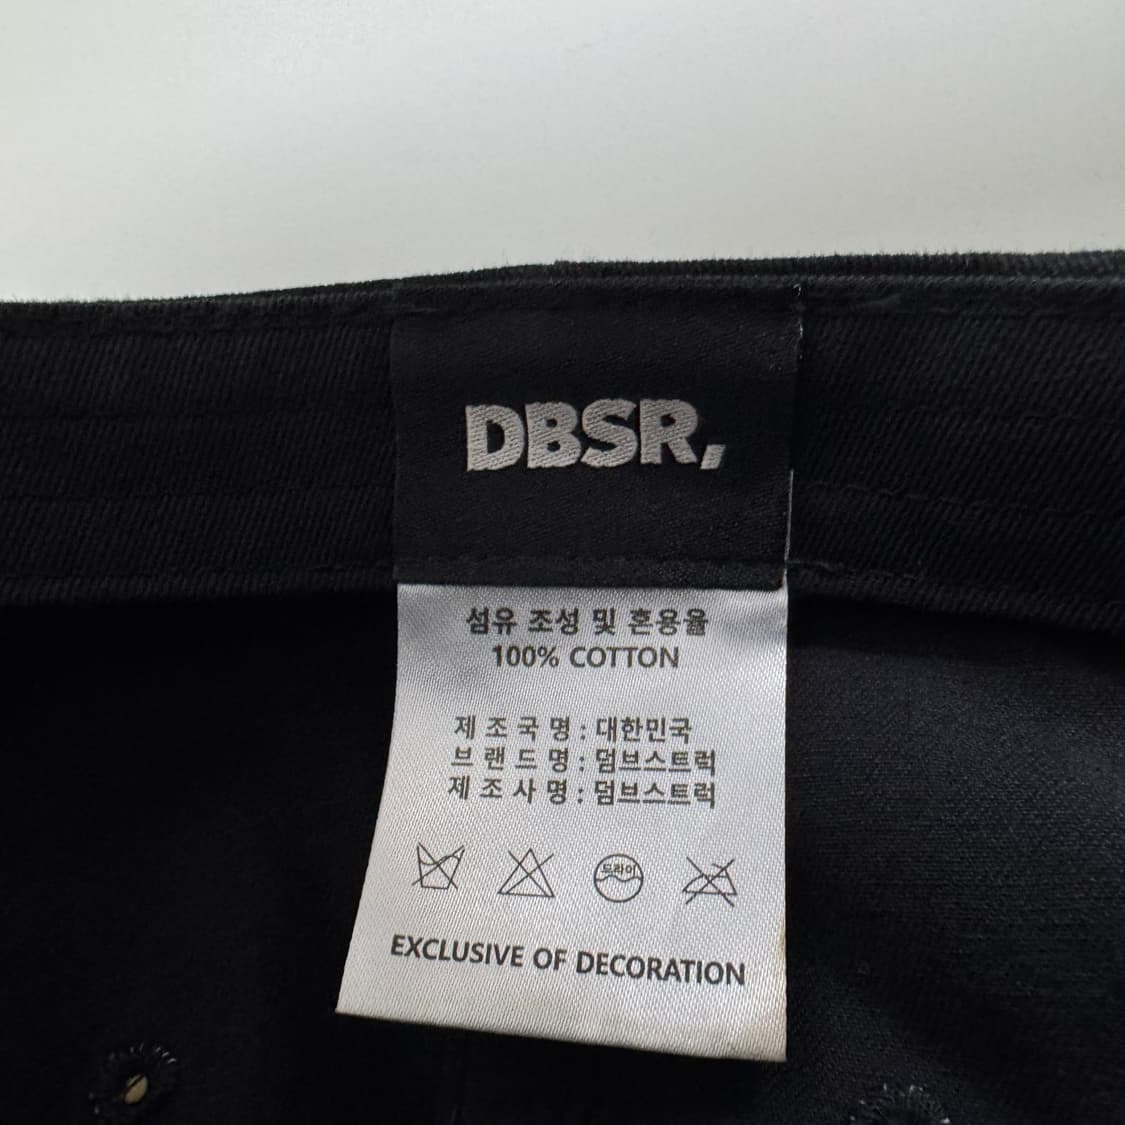 DBSR,
섬유 조성 및 혼용율
100% COTTON
제 조 국 명 : 대한민국
브 랜 드 명 : 덤브스트럭
제 조 사 명 : 덤브스트럭
드라이
EXCLUSIVE OF DECORATION